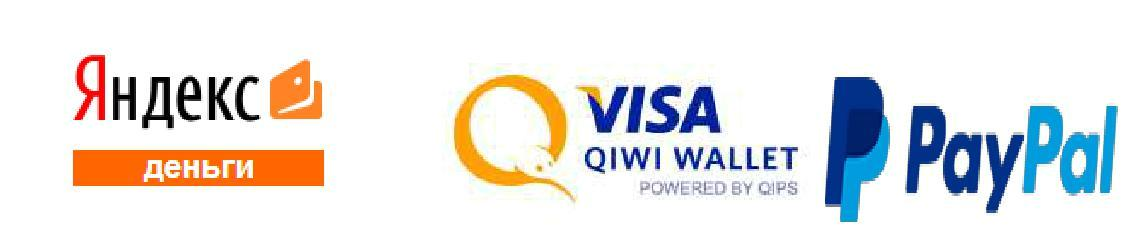 Яндекс
деньги
VISA
QIWI WALLET
POWERED BY QIPS
PayPal